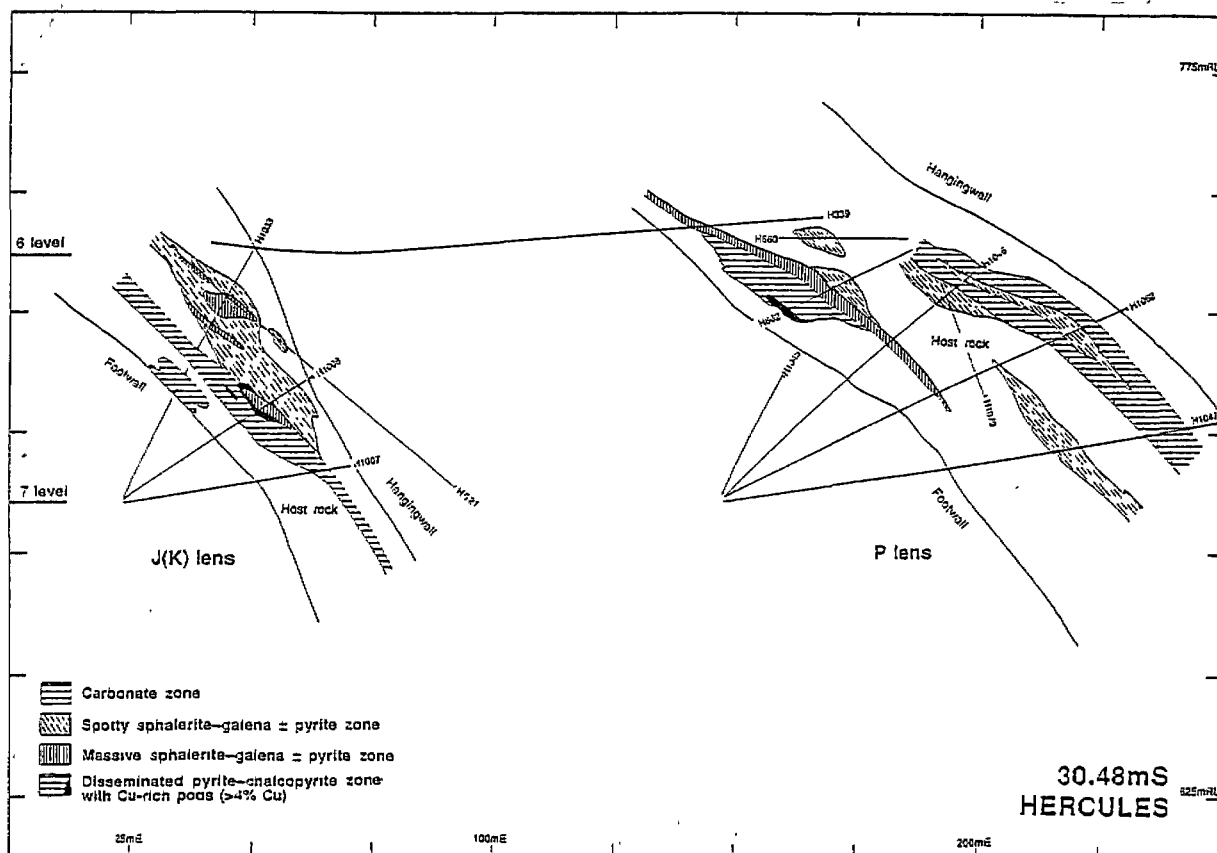 775mRL
Hangingwall
H339
H560
H1033
6 level
H1052
Host rock
Footwall
H1007
H521
7 level
Host rock
Hangingwall
Footwall
J(K) lens
P lens
Carbonate zone
Spotty sphalerite-galena ± pyrite zone
Massive sphalerite-galena ± pyrite zone
Disseminated pyrite-chalcopyrite zone
with Cu-rich pods (>4% Cu)
30.48mS
HERCULES
625mRL
25mE
100mE
200mE